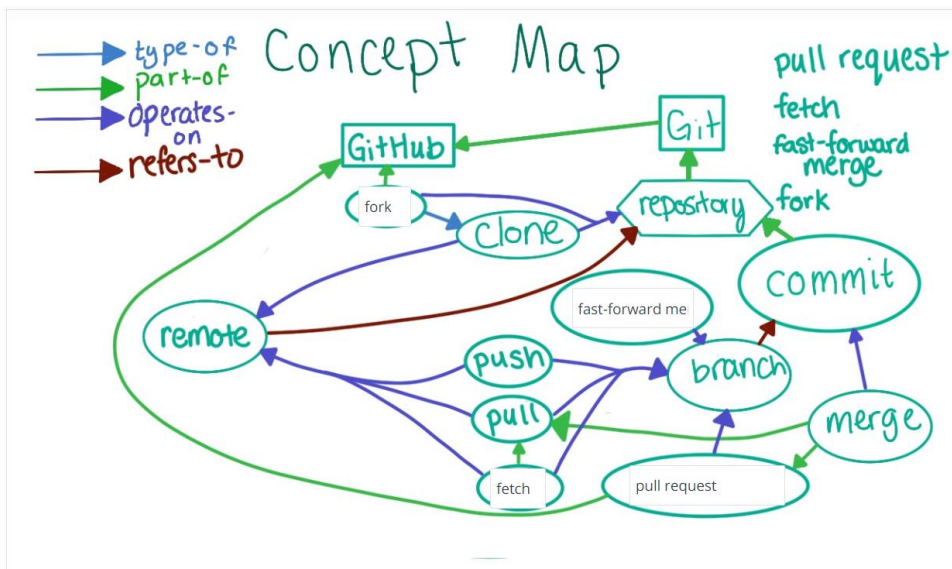 type-of
part-of
operates-
on
refers-to
Concept Map
pull request
fetch
fast-forward
merge
fork
Git
GitHub
fork
clone
repository
commit
fast-forward me
remote
push
branch
pull
merge
fetch
pull request